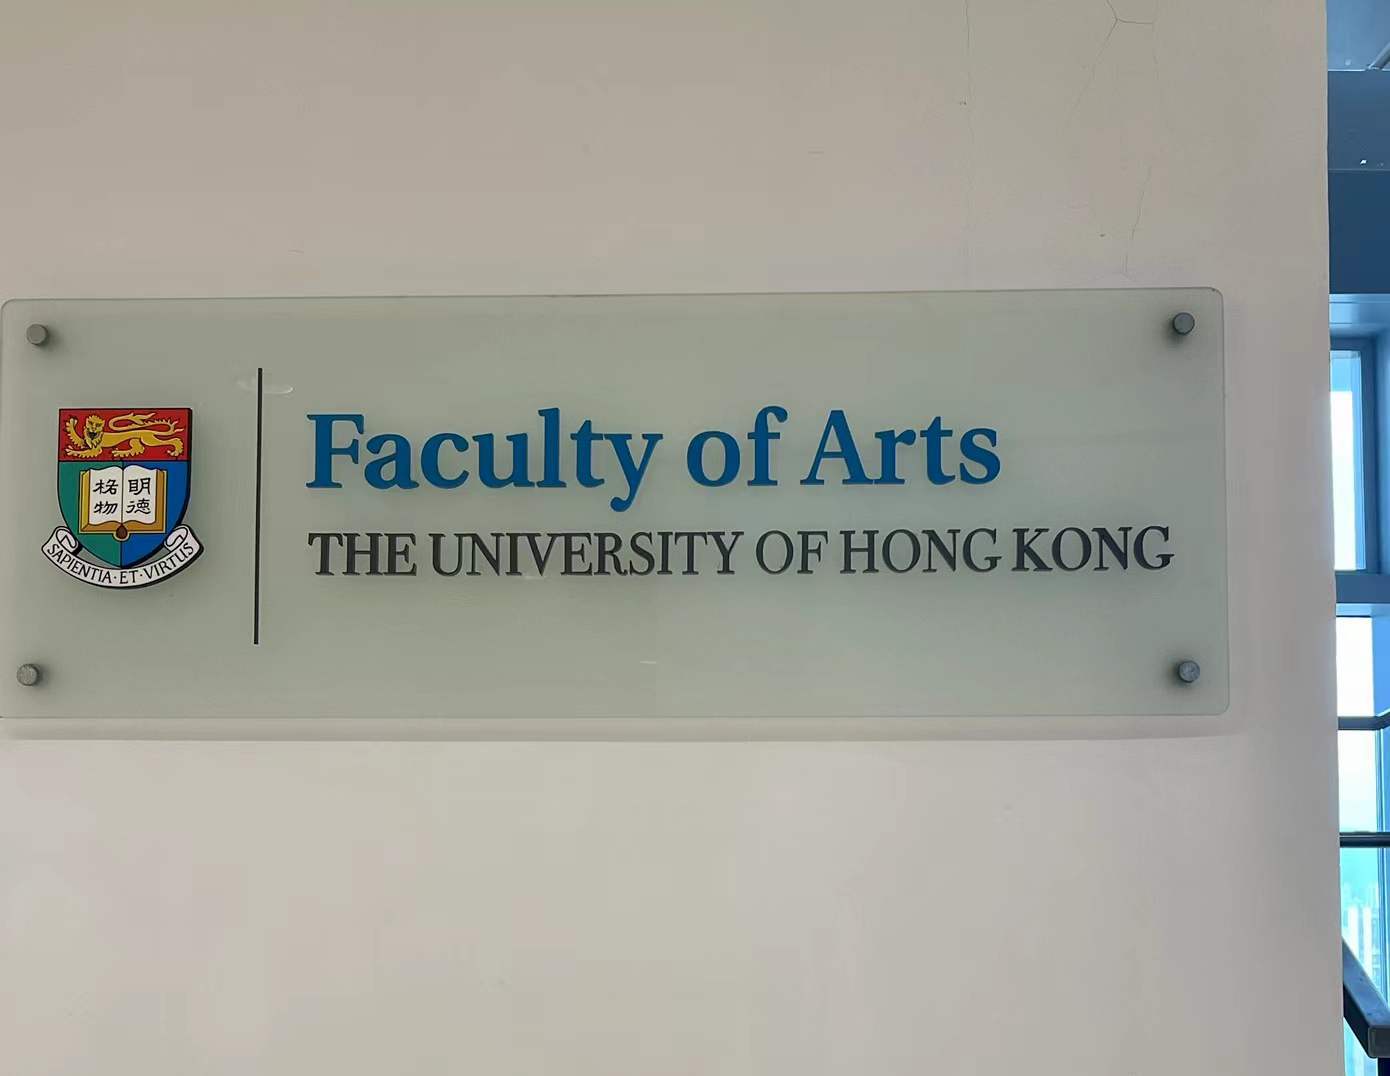 明德
格物
SAPIENTIA·ET·VIRTUS
Faculty of Arts
THE UNIVERSITY OF HONG KONG